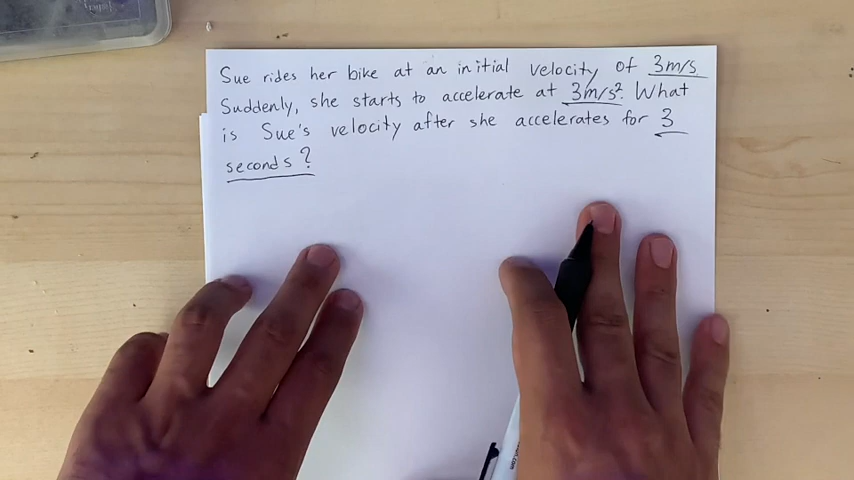 Sue rides her bike at an initial velocity of 3m/s
Suddenly, she starts to accelerate at 3m/s². What
is Sue's velocity after she accelerates for 3
seconds?